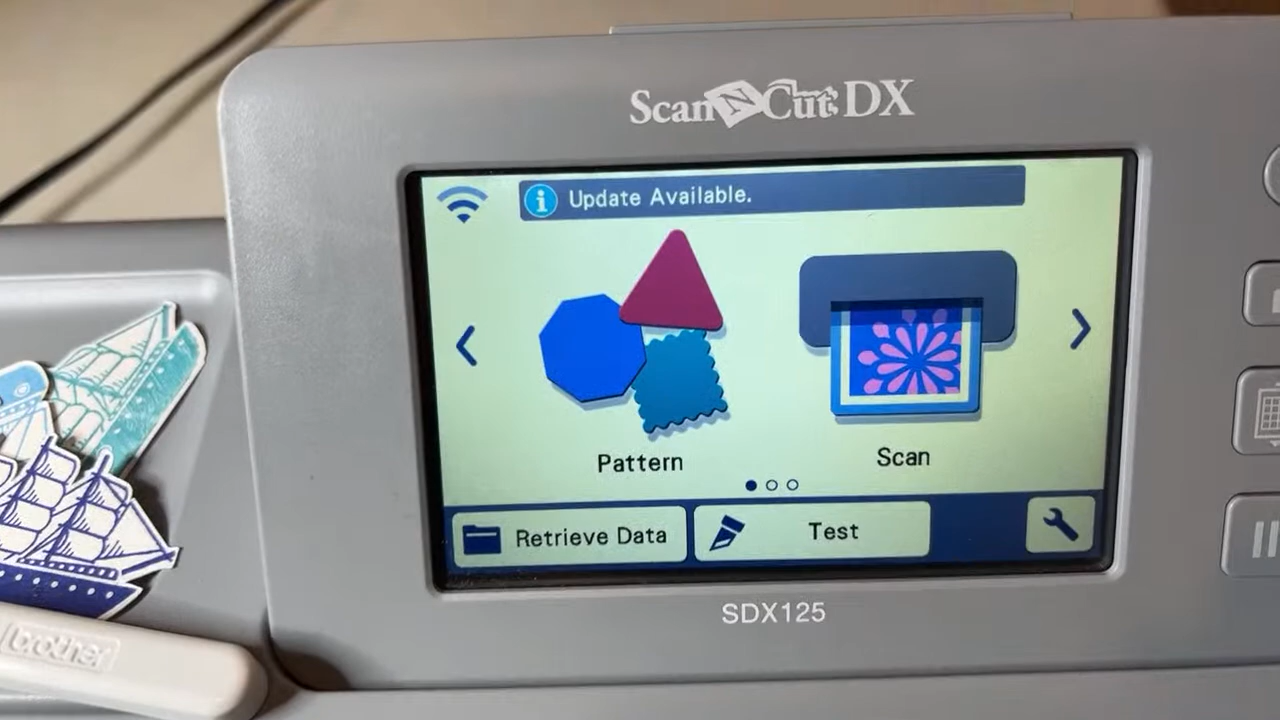 ScanNCut DX
Update Available.
Pattern
Scan
Retrieve Data
Test
SDX125
brother